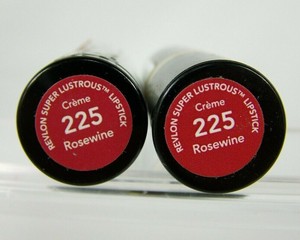 REVLON SUPER LUSTROUS™ LIPSTICK
Crème
225
Rosewine
REVLON SUPER LUSTROUS™ LIPSTICK
Crème
225
Rosewine